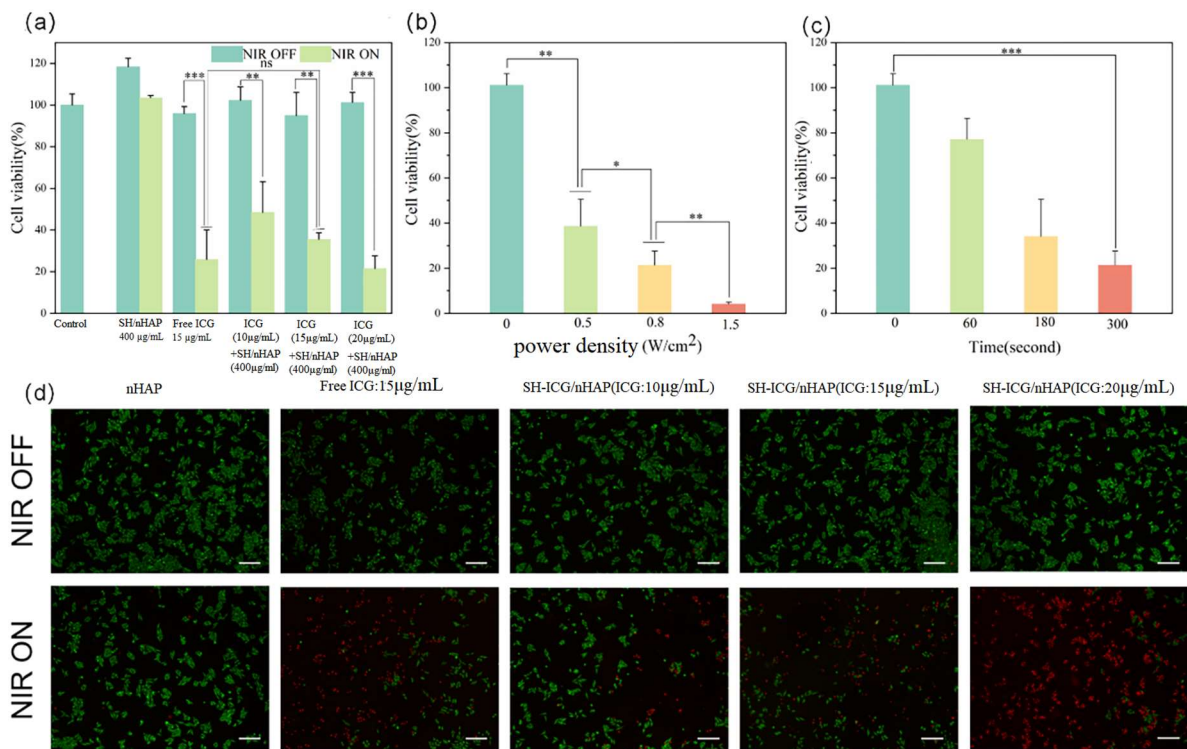 (a)
NIR OFF
NIR ON
ns
***
**
**
***
120
100
80
60
40
20
0
Cell viability(%)
Control
SH/nHAP
400 μg/mL
Free ICG
15 μg/mL
ICG
(10μg/mL)
+SH/nHAP
(400μg/ml)
ICG
(15μg/mL)
+SH/nHAP
(400μg/ml)
ICG
(20μg/mL)
+SH/nHAP
(400μg/ml)
(b)
120
100
80
60
40
20
0
Cell viability(%)
**
*
**
0
0.5
0.8
1.5
power density (W/cm²)
(c)
120
100
80
60
40
20
0
Cell viability(%)
***
0
60
180
300
Time(second)
(d)
nHAP
Free ICG:15μg/mL
SH-ICG/nHAP(ICG:10μg/mL)
SH-ICG/nHAP(ICG:15μg/mL)
SH-ICG/nHAP(ICG:20μg/mL)
NIR OFF
NIR ON